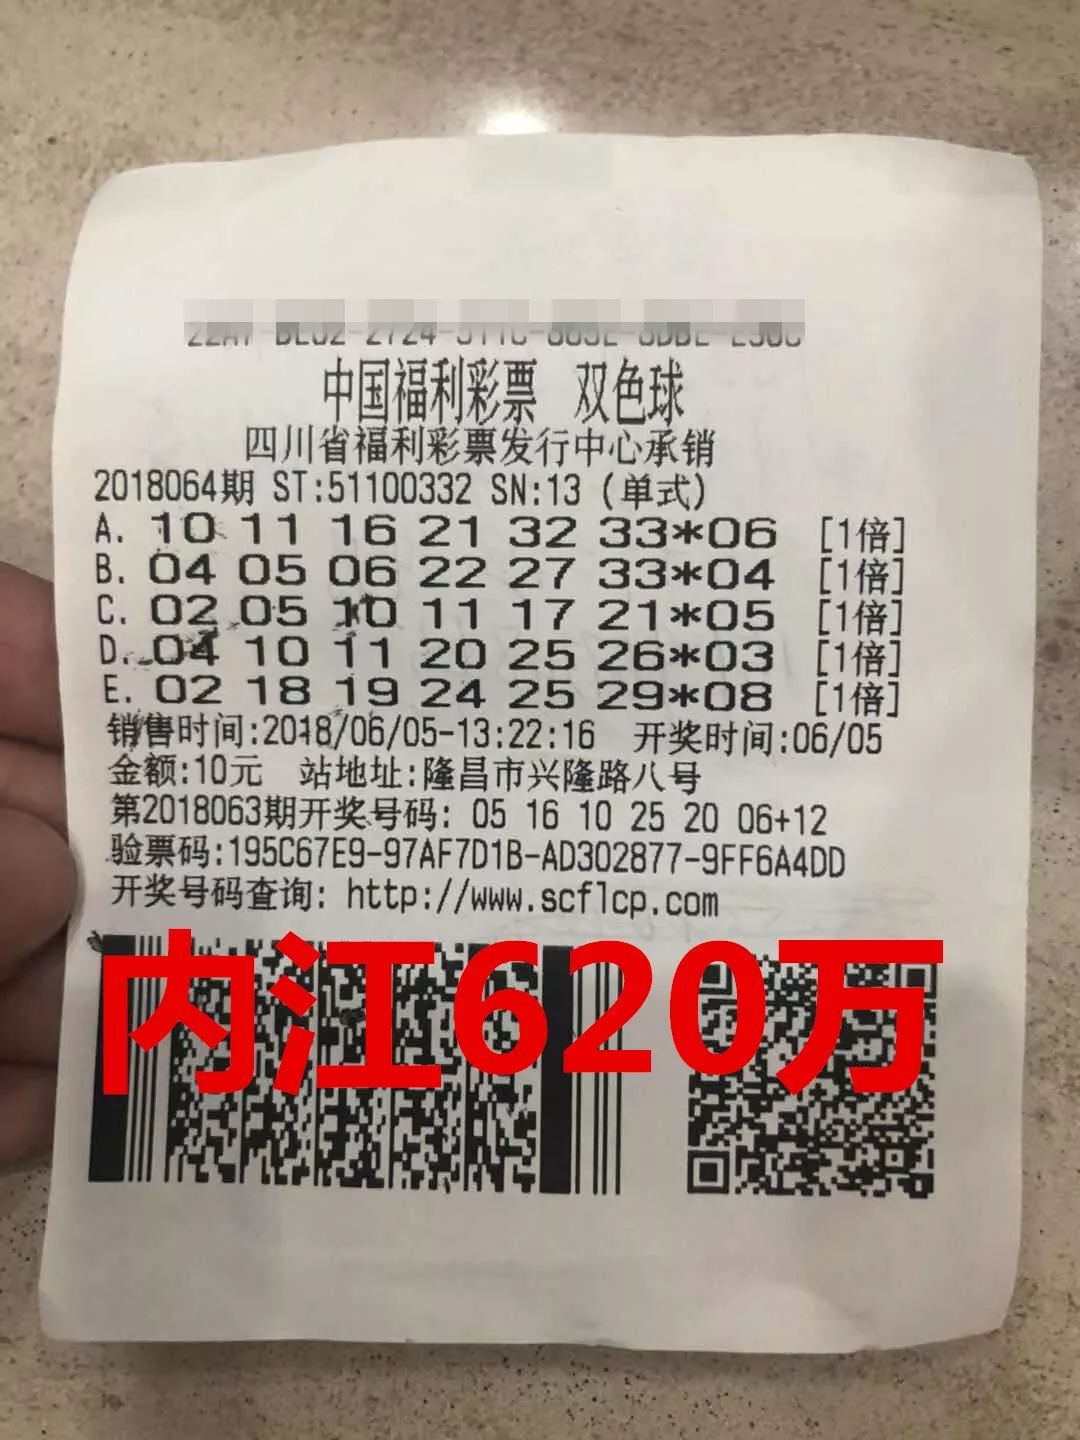 中国福利彩票 双色球
四川省福利彩票发行中心承销
2018064期 ST:51100332 SN:13 (单式)
A. 10 11 16 21 32 33*06 [1倍]
B. 04 05 06 22 27 33*04 [1倍]
C. 02 05 10 11 17 21*05 [1倍]
D. 04 10 11 20 25 26*03 [1倍]
E. 02 18 19 24 25 29*08 [1倍]
销售时间:2018/06/05-13:22:16 开奖时间:06/05
金额:10元 站地址:隆昌市兴隆路八号
第2018063期开奖号码: 05 16 10 25 20 06+12
验票码:195C67E9-97AF7D1B-AD302877-9FF6A4DD
开奖号码查询: http://www.scflcp.com
内江620万